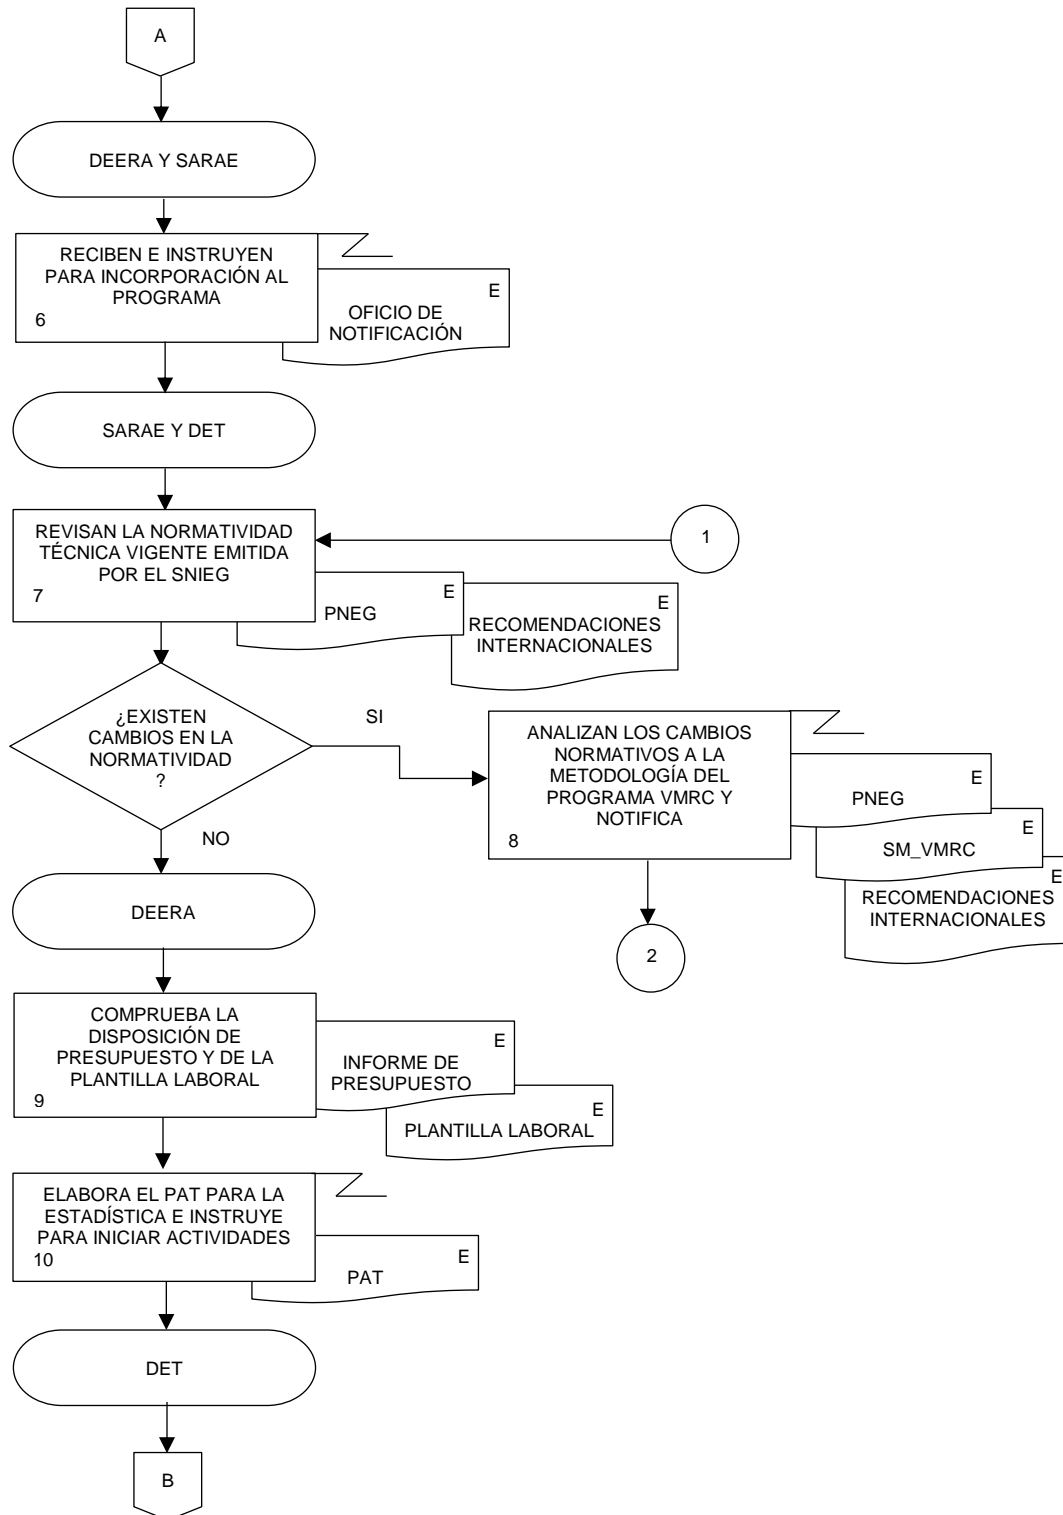 A
DEERA Y SARAE
RECIBEN E INSTRUYEN
PARA INCORPORACIÓN AL
PROGRAMA
6
E
OFICIO DE
NOTIFICACIÓN
SARAE Y DET
REVISAN LA NORMATIVIDAD
TÉCNICA VIGENTE EMITIDA
POR EL SNIEG
7
1
E
PNEG
E
RECOMENDACIONES
INTERNACIONALES
¿EXISTEN
CAMBIOS EN LA
NORMATIVIDAD
?
SI
NO
ANALIZAN LOS CAMBIOS
NORMATIVOS A LA
METODOLOGÍA DEL
PROGRAMA VMRC Y
NOTIFICA
8
E
PNEG
E
SM_VMRC
E
RECOMENDACIONES
INTERNACIONALES
2
DEERA
COMPRUEBA LA
DISPOSICIÓN DE
PRESUPUESTO Y DE LA
PLANTILLA LABORAL
9
E
INFORME DE
PRESUPUESTO
E
PLANTILLA LABORAL
ELABORA EL PAT PARA LA
ESTADÍSTICA E INSTRUYE
PARA INICIAR ACTIVIDADES
10
E
PAT
DET
B